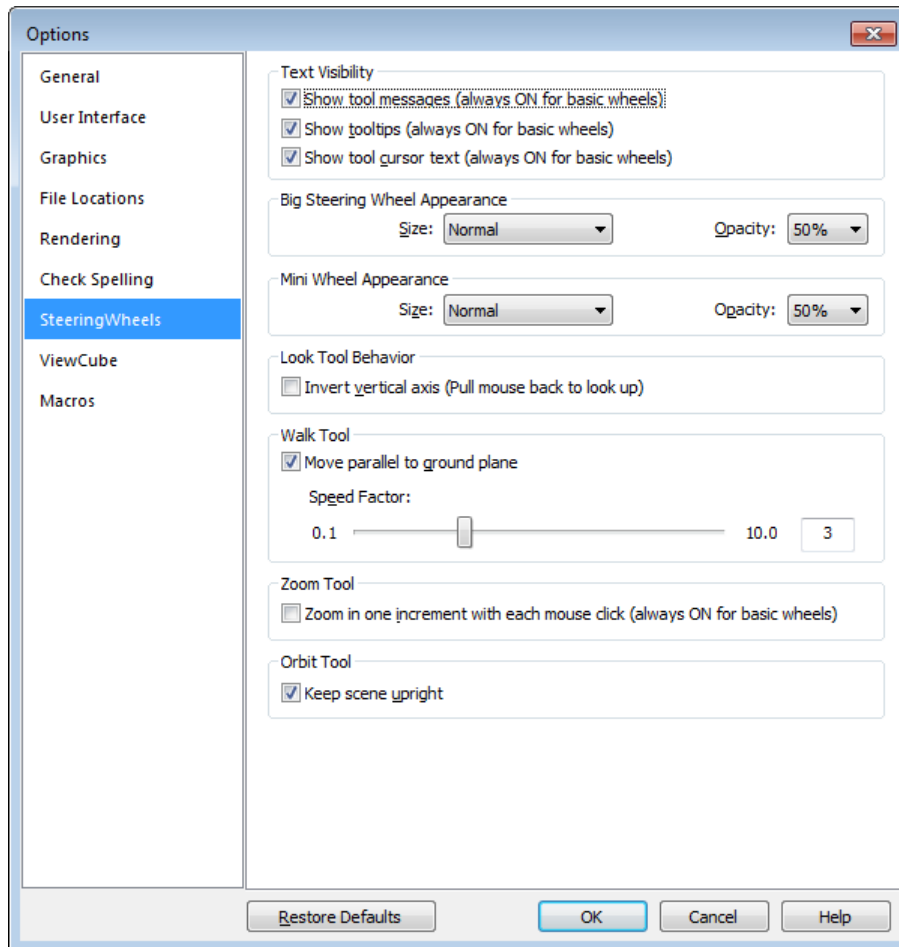 Options
General
User Interface
Graphics
File Locations
Rendering
Check Spelling
SteeringWheels
ViewCube
Macros
Text Visibility
Show tool messages (always ON for basic wheels)
Show tooltips (always ON for basic wheels)
Show tool cursor text (always ON for basic wheels)
Big Steering Wheel Appearance
Size: Normal Opacity: 50%
Mini Wheel Appearance
Size: Normal Opacity: 50%
Look Tool Behavior
Invert vertical axis (Pull mouse back to look up)
Walk Tool
Move parallel to ground plane
Speed Factor:
0.1 10.0 3
Zoom Tool
Zoom in one increment with each mouse click (always ON for basic wheels)
Orbit Tool
Keep scene upright
Restore Defaults OK Cancel Help